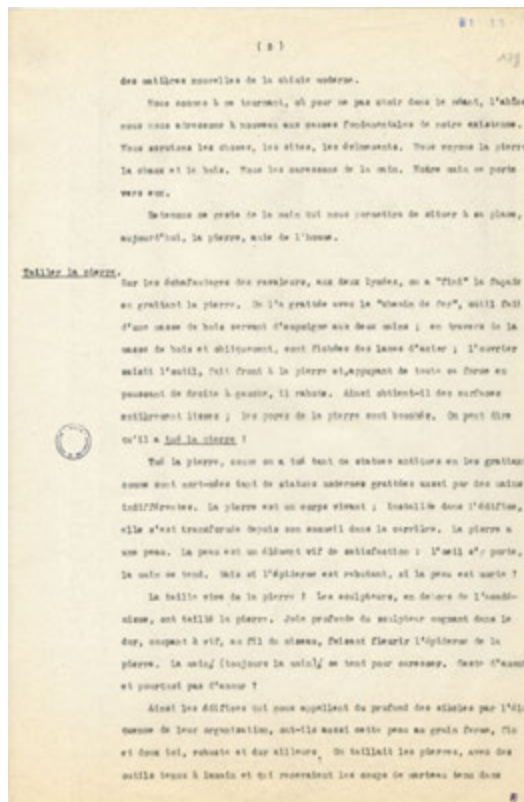 ( 2 )
des matières nouvelles de la chimie moderne.
Nous sommes à ce tournant, où pour ne pas choir dans le néant, l'abîme
nous nous adressons à nouveau aux causes fondamentales de notre existence.
Nous scrutons les choses, les sites, les événements. Nous voyons la pierre
la chaux et le bois. Nous les caressons de la main. Notre main se porte
vers eux.
Retenons ce geste de la main qui nous permettra de situer à sa place,
aujourd'hui, la pierre, amie de l'homme.
Tailler la pierre.
Sur les échafaudages des ravaleurs, aux deux lycées, on a "fini" la façade
en grattant la pierre. On l'a grattée avec le "chemin de fer", outil fait
d'une masse de bois servant d'empoigne aux deux mains ; en travers de la
masse de bois et obliquement, sont fichées des lames d'acier ; l'ouvrier
saisit l'outil, fait front à la pierre et,appuyant de toute sa force en
poussant de droite à gauche, il rabote. Ainsi obtient-il des surfaces
entièrement lisses ; les pores de la pierre sont bouchés. On peut dire
qu'il a tué la pierre !
Tué la pierre, comme on a tué tant de statues antiques en les grattant
comme sont mort-nées tant de statues modernes grattées aussi par des mains
indifférentes. La pierre est un corps vivant ; installée dans l'édifice,
elle s'est transformée depuis son sommeil dans la carrière. La pierre a
une peau. La peau est un élément vif de satisfaction : l'oeil s'y porte,
la main se tend. Mais si l'épiderme est rebutant, si la peau est morte ?
La taille vive de la pierre ! Les sculpteurs, en dehors de l'acadé-
misme, ont taillé la pierre. Joie profonde du sculpteur cognant dans le
dur, coupant à vif, au fil du ciseau, faisant fleurir l'épiderme de la
pierre. La main, (toujours la main), se tend pour caresser. Geste d'amour
et pourquoi pas d'amour ?
Ainsi les édifices qui nous appellent du profond des siècles par l'élo
quence de leur organisation, ont-ils aussi cette peau au grain ferme, fin
et doux ici, robuste et dur ailleurs. On taillait les pierres, avec des
outils tenus à lamain et qui recevaient les coups de marteau tenu dans